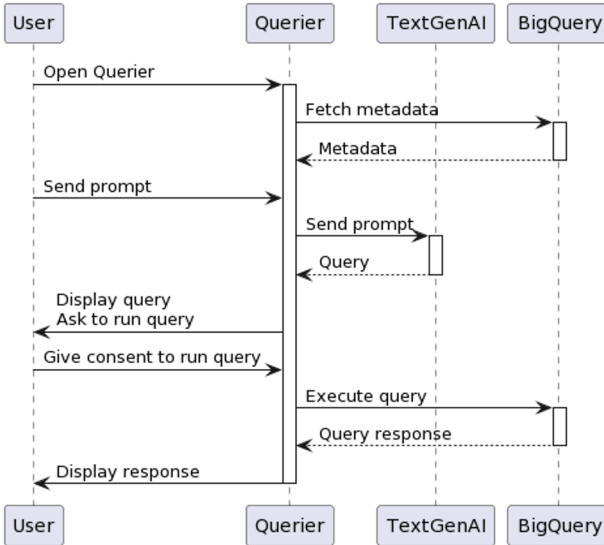 User Querier TextGenAI BigQuery
Open Querier
Fetch metadata
Metadata
Send prompt
Send prompt
Query
Display query
Ask to run query
Give consent to run query
Execute query
Query response
Display response
User Querier TextGenAI BigQuery